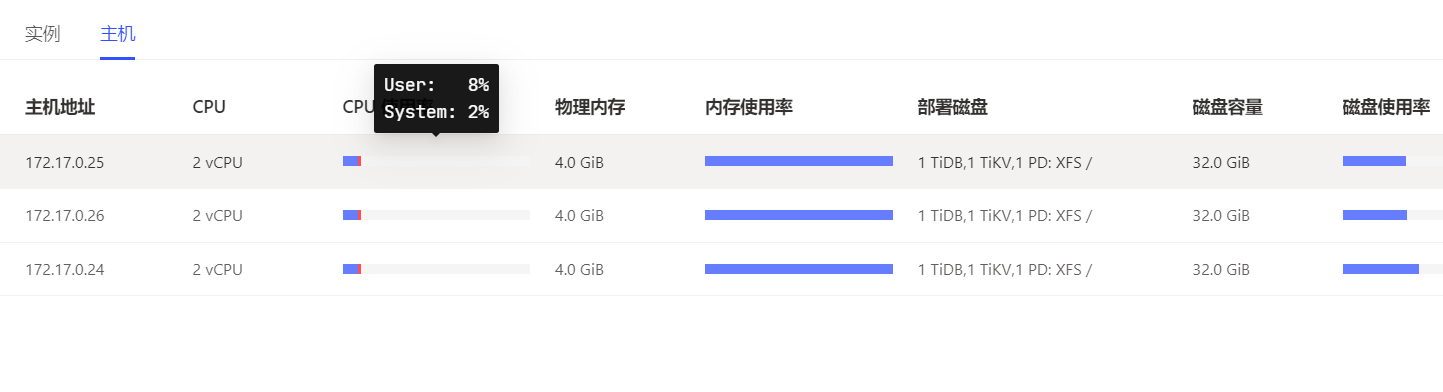 实例 主机
User: 8%
System: 2%
主机地址 CPU CPU 物理内存 内存使用率 部署磁盘 磁盘容量 磁盘使用率
172.17.0.25 2 vCPU 4.0 GiB 1 TiDB,1 TiKV,1 PD: XFS / 32.0 GiB
172.17.0.26 2 vCPU 4.0 GiB 1 TiDB,1 TiKV,1 PD: XFS / 32.0 GiB
172.17.0.24 2 vCPU 4.0 GiB 1 TiDB,1 TiKV,1 PD: XFS / 32.0 GiB